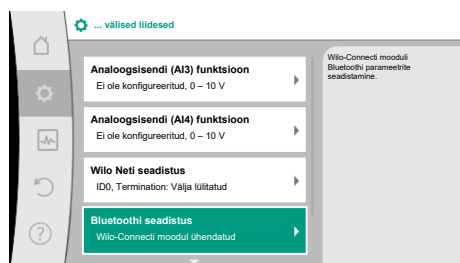 ... välised liidesed
Analoogsisendi (AI3) funktsioon
Ei ole konfigureeritud, 0 – 10 V
Analoogsisendi (AI4) funktsioon
Ei ole konfigureeritud, 0 – 10 V
Wilo Neti seadistus
ID0, Termination: Välja lülitatud
Bluetoothi seadistus
Wilo-Connecti moodul ühendatud
Wilo-Connecti mooduli
Bluetoothi parameetrite
seadistamine.